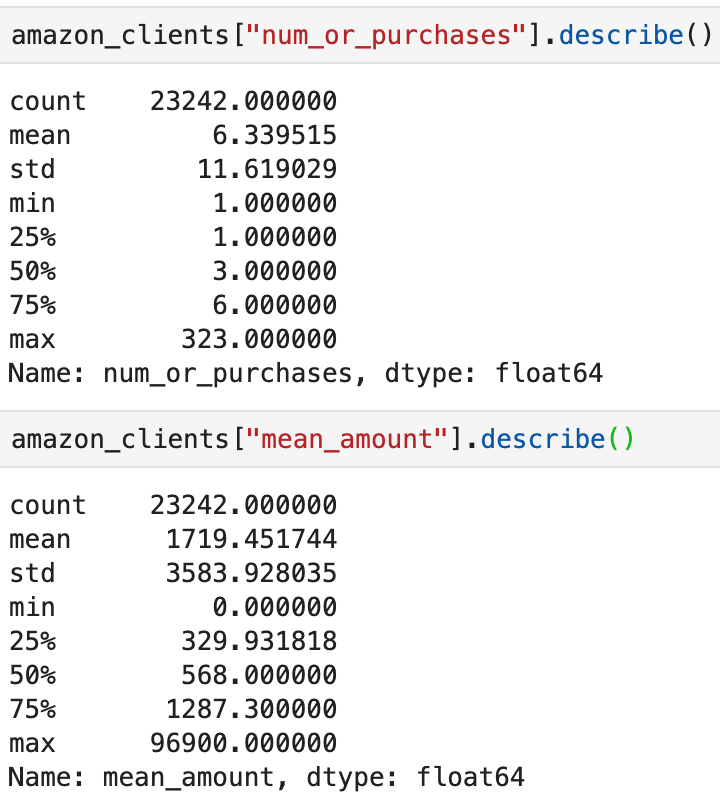 amazon_clients["num_or_purchases"].describe()
count    23242.000000
mean         6.339515
std         11.619029
min          1.000000
25%          1.000000
50%          3.000000
75%          6.000000
max        323.000000
Name: num_or_purchases, dtype: float64
amazon_clients["mean_amount"].describe()
count    23242.000000
mean      1719.451744
std       3583.928035
min          0.000000
25%        329.931818
50%        568.000000
75%       1287.300000
max      96900.000000
Name: mean_amount, dtype: float64